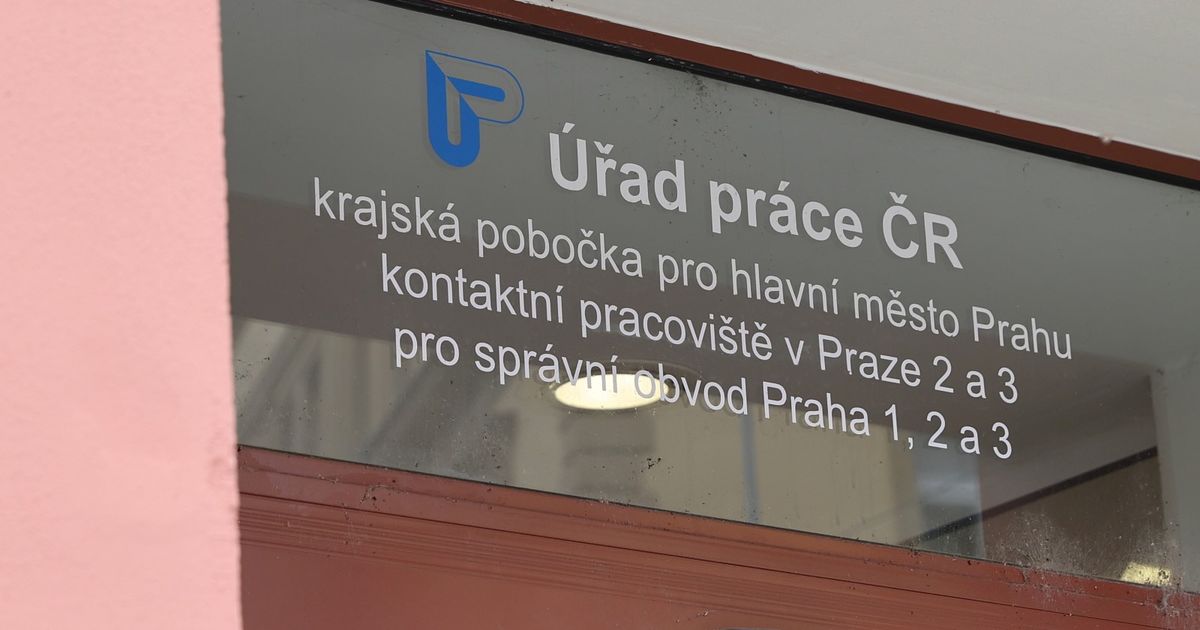 Úřad práce ČR
krajská pobočka pro hlavní město Prahu
kontaktní pracoviště v Praze 2 a 3
pro správní obvod Praha 1, 2 a 3